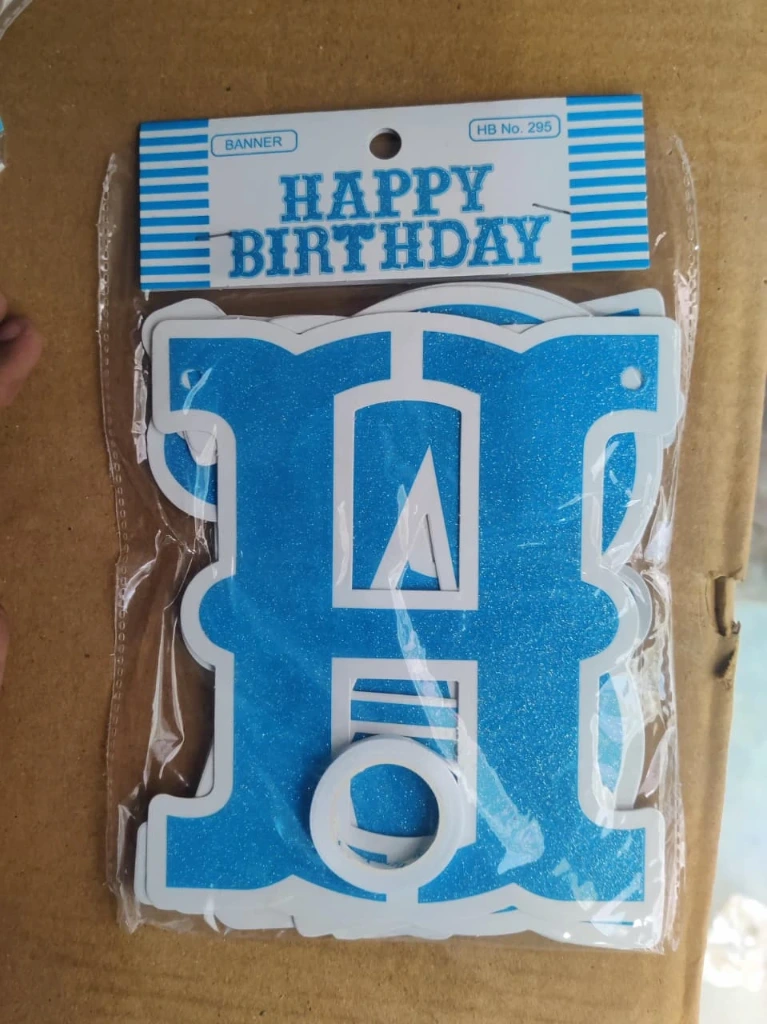 BANNER
HB No. 295
HAPPY
BIRTHDAY
H